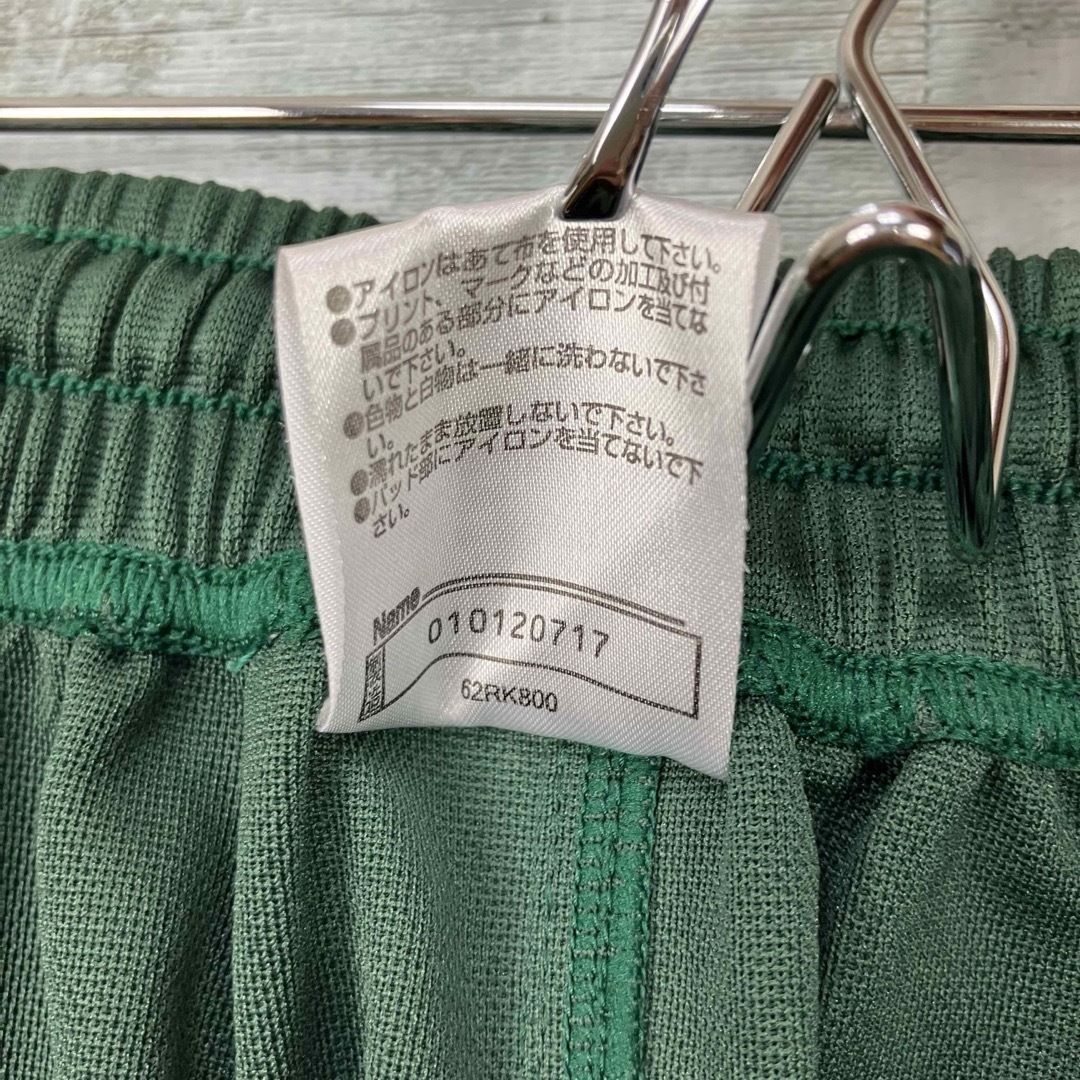 ●アイロンはあて布を使用して下さい。
●プリント、マークなどの加工及び付
属品のある部分にアイロンを当てな
いで下さい。
●色物と白物は一緒に洗わないで下さ
い。
●濡れたまま放置しないで下さい。
●パット部にアイロンを当てないで下
さい。
Name
010120717
62RK800